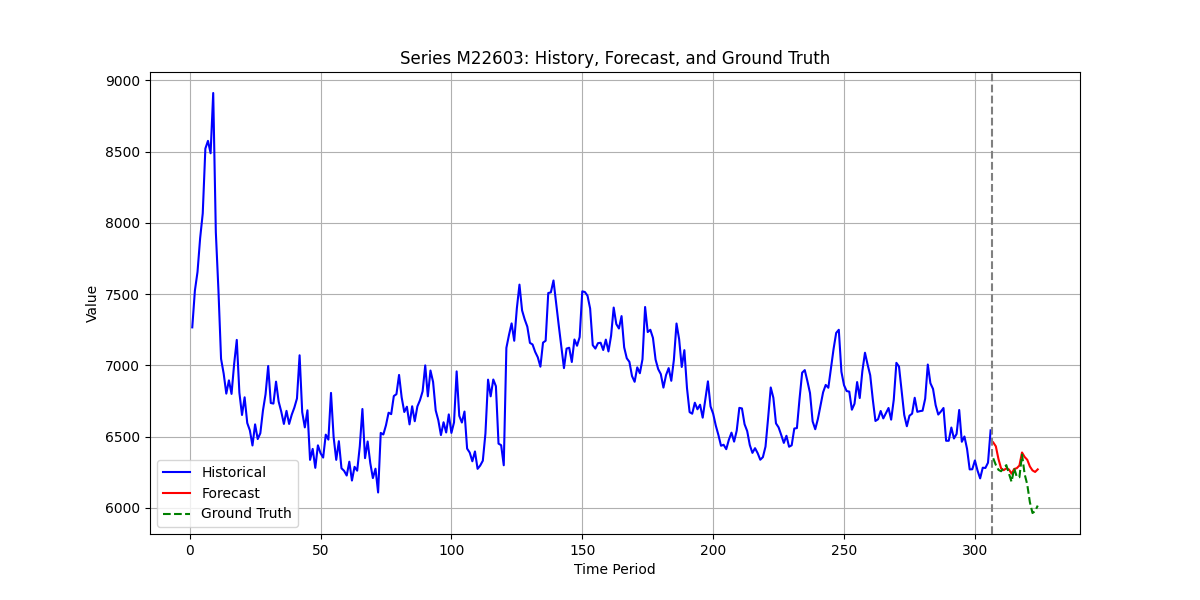 Series M22603: History, Forecast, and Ground Truth
9000
8500
8000
7500
7000
6500
6000
Value
Historical
Forecast
Ground Truth
0
50
100
150
200
250
300
Time Period